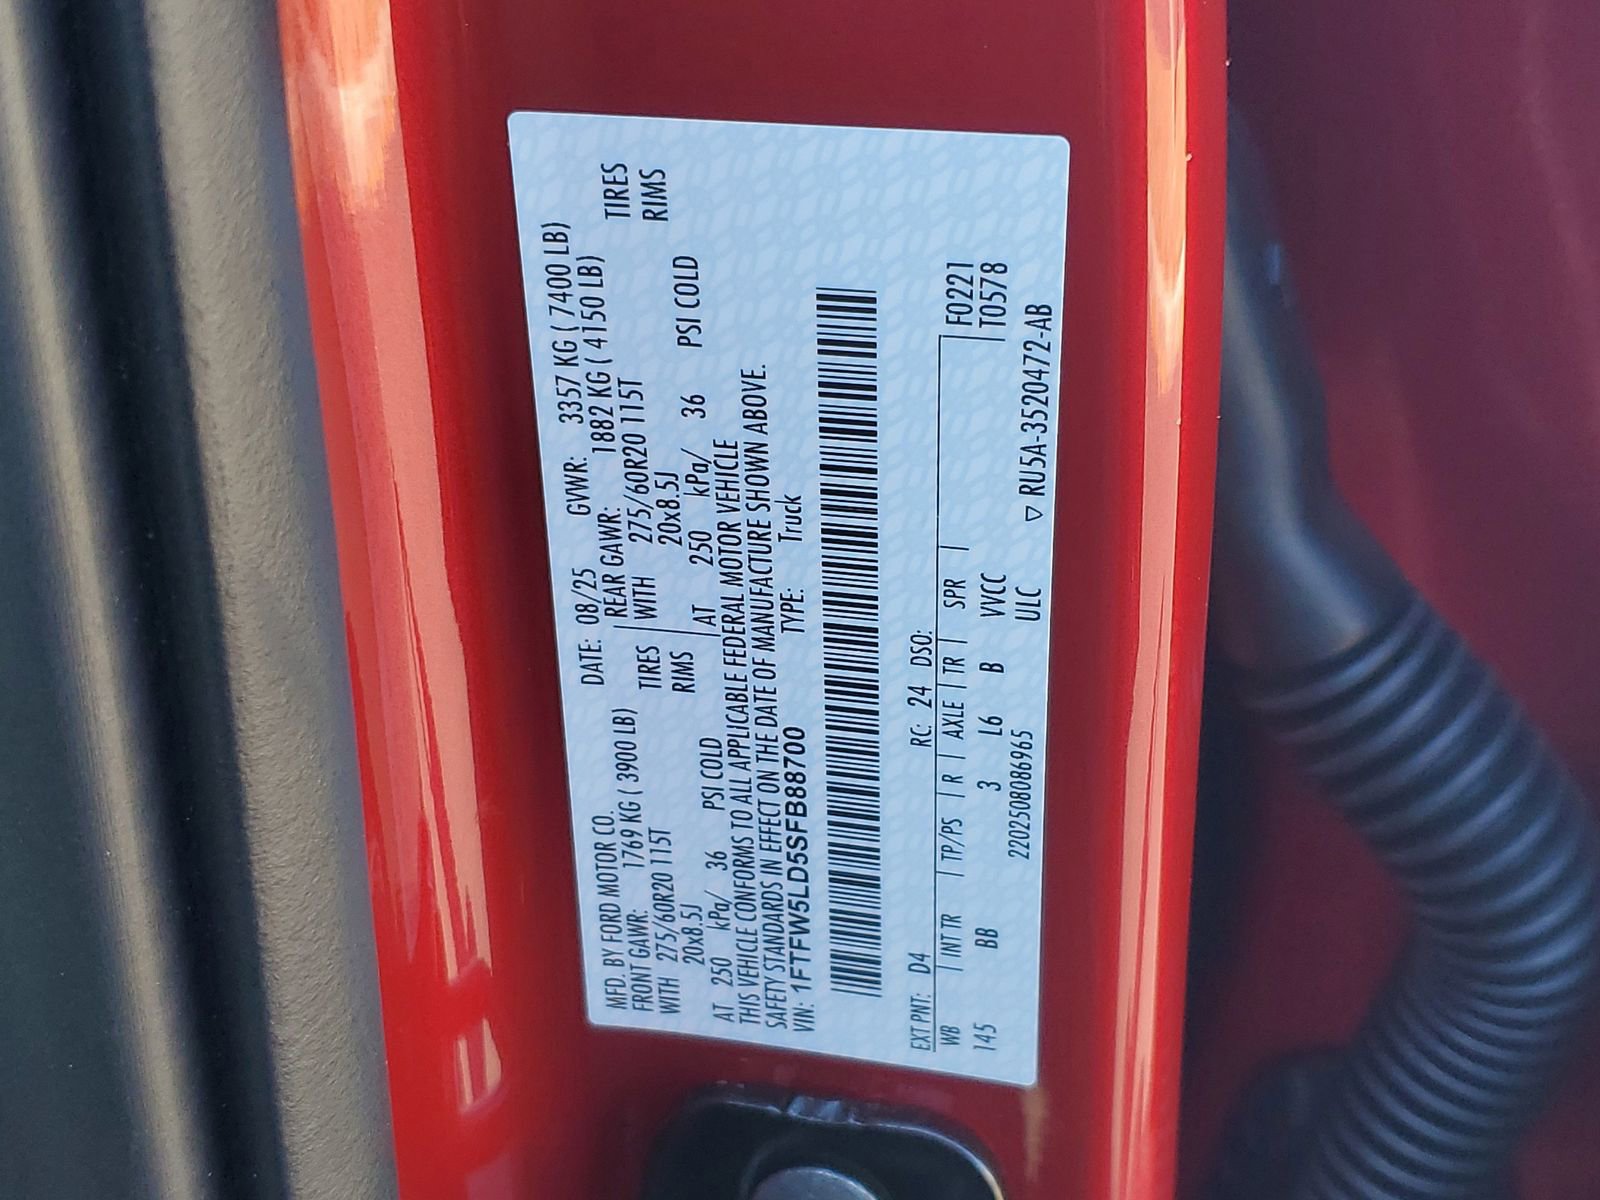 MFD. BY FORD MOTOR CO.
DATE: 08/25 GVWR: 3357 KG ( 7400 LB)
FRONT GAWR: 1769 KG ( 3900 LB) REAR GAWR: 1882 KG ( 4150 LB)
WITH 275/60R20 115T TIRES WITH 275/60R20 115T TIRES
20x8.5J RIMS 20x8.5J RIMS
AT 250 kPa/ 36 PSI COLD AT 250 kPa/ 36 PSI COLD
THIS VEHICLE CONFORMS TO ALL APPLICABLE FEDERAL MOTOR VEHICLE
SAFETY STANDARDS IN EFFECT ON THE DATE OF MANUFACTURE SHOWN ABOVE.
VIN: 1FTFW5LD5SFB88700 TYPE: Truck
EXT PNT: D4 RC: 24 DSO: F0221
WB | INT TR | TP/PS | R | AXLE | TR | SPR | T0578
145 BB 3 L6 B VVCC
2202508086965 ULC ▽ RU5A-3520472-AB